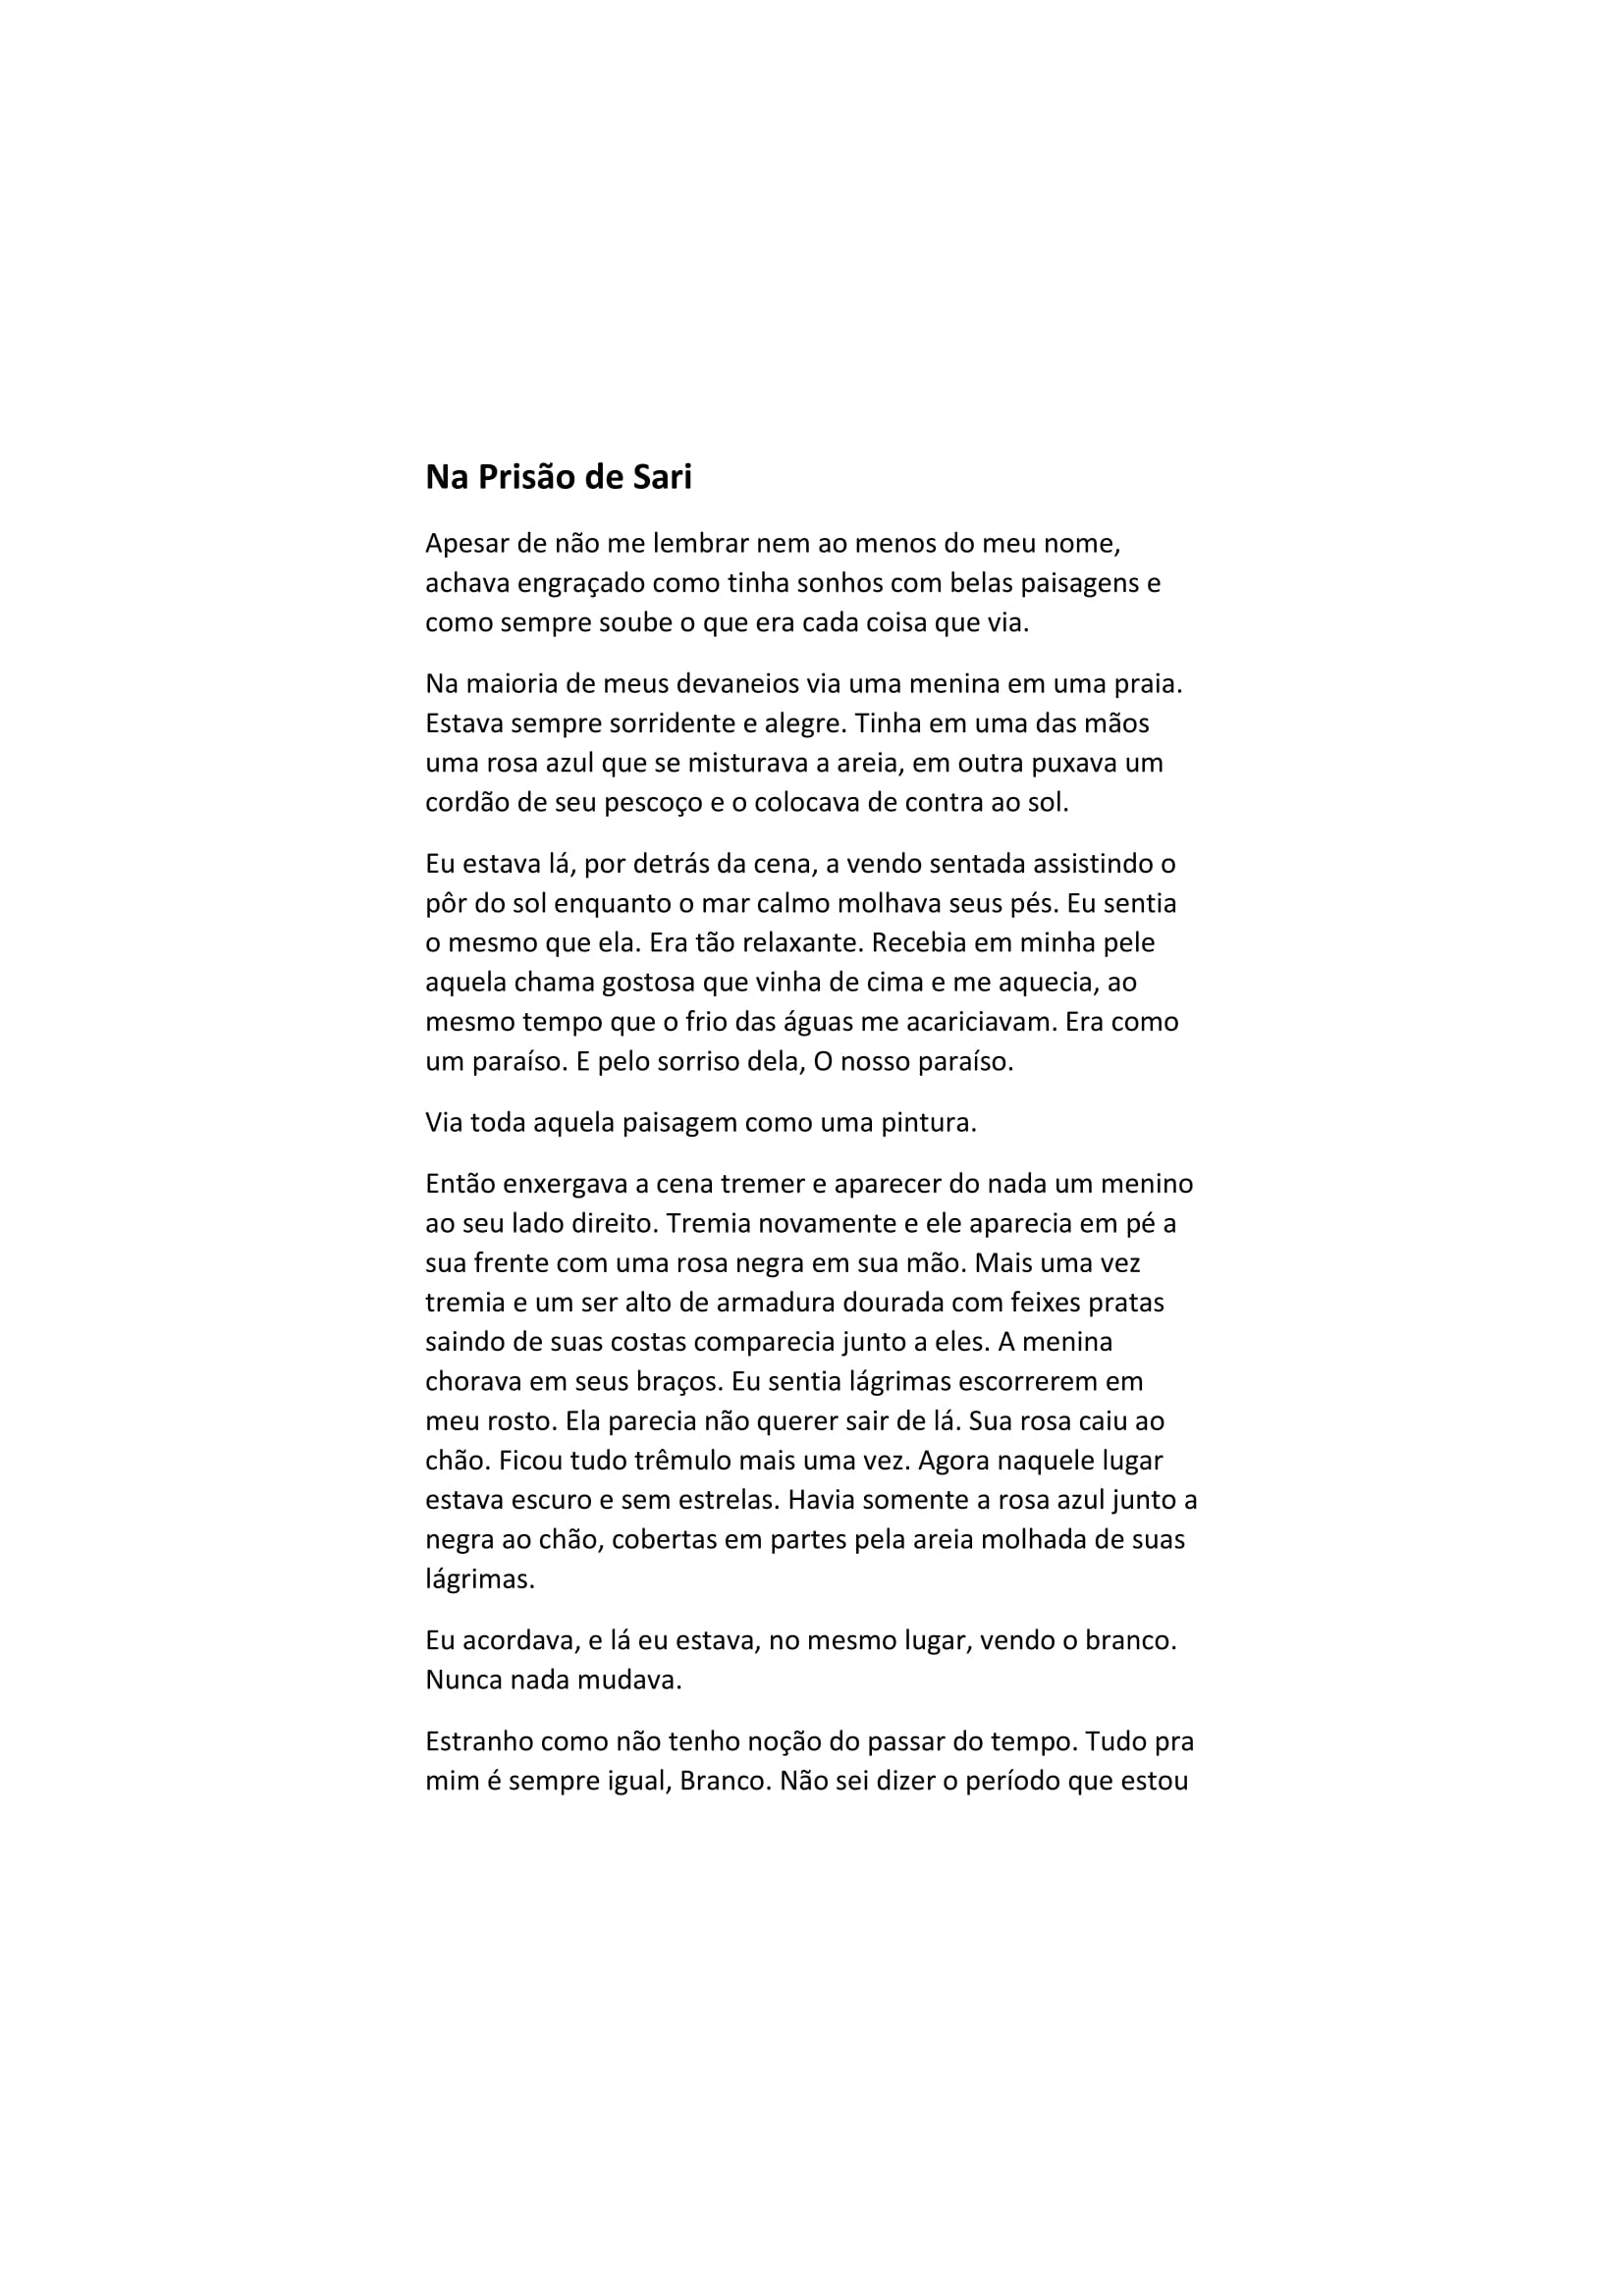 Na Prisão de Sari
Apesar de não me lembrar nem ao menos do meu nome,
achava engraçado como tinha sonhos com belas paisagens e
como sempre soube o que era cada coisa que via.
Na maioria de meus devaneios via uma menina em uma praia.
Estava sempre sorridente e alegre. Tinha em uma das mãos
uma rosa azul que se misturava a areia, em outra puxava um
cordão de seu pescoço e o colocava de contra ao sol.
Eu estava lá, por detrás da cena, a vendo sentada assistindo o
pôr do sol enquanto o mar calmo molhava seus pés. Eu sentia
o mesmo que ela. Era tão relaxante. Recebia em minha pele
aquela chama gostosa que vinha de cima e me aquecia, ao
mesmo tempo que o frio das águas me acariciavam. Era como
um paraíso. E pelo sorriso dela, O nosso paraíso.
Via toda aquela paisagem como uma pintura.
Então enxergava a cena tremer e aparecer do nada um menino
ao seu lado direito. Tremia novamente e ele aparecia em pé a
sua frente com uma rosa negra em sua mão. Mais uma vez
tremia e um ser alto de armadura dourada com feixes pratas
saindo de suas costas comparecia junto a eles. A menina
chorava em seus braços. Eu sentia lágrimas escorrerem em
meu rosto. Ela parecia não querer sair de lá. Sua rosa caiu ao
chão. Ficou tudo trêmulo mais uma vez. Agora naquele lugar
estava escuro e sem estrelas. Havia somente a rosa azul junto a
negra ao chão, cobertas em partes pela areia molhada de suas
lágrimas.
Eu acordava, e lá eu estava, no mesmo lugar, vendo o branco.
Nunca nada mudava.
Estranho como não tenho noção do passar do tempo. Tudo pra
mim é sempre igual, Branco. Não sei dizer o período que estou